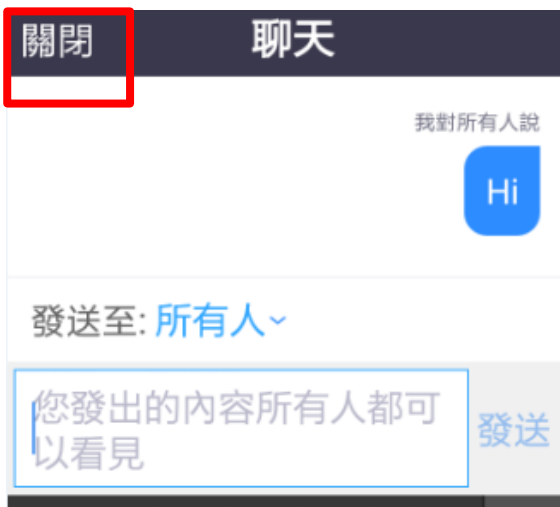 關閉 聊天
我對所有人說
Hi
發送至: 所有人
您發出的內容所有人都可
以看見
發送